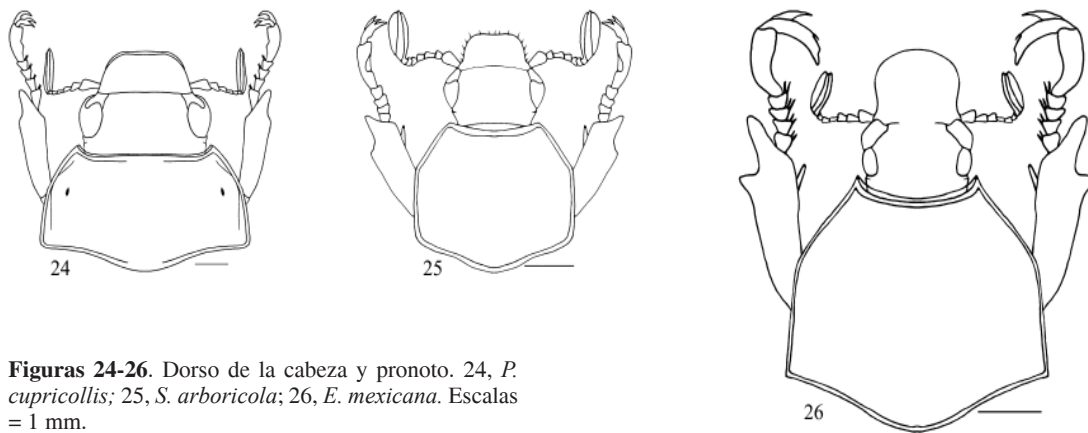 24
25
26
Figuras 24-26. Dorso de la cabeza y pronoto. 24, P.
cupricollis; 25, S. arboricola; 26, E. mexicana. Escalas
= 1 mm.